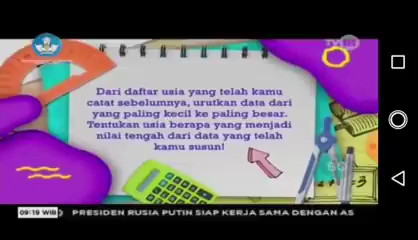 TVRI
Dari daftar usia yang telah kamu
catat sebelumnya, urutkan data dari
yang paling kecil ke paling besar.
Tentukan usia berapa yang menjadi
nilai tengah dari data yang telah
kamu susun!
09:19 WIB PRESIDEN RUSIA PUTIN SIAP KERJA SAMA DENGAN AS